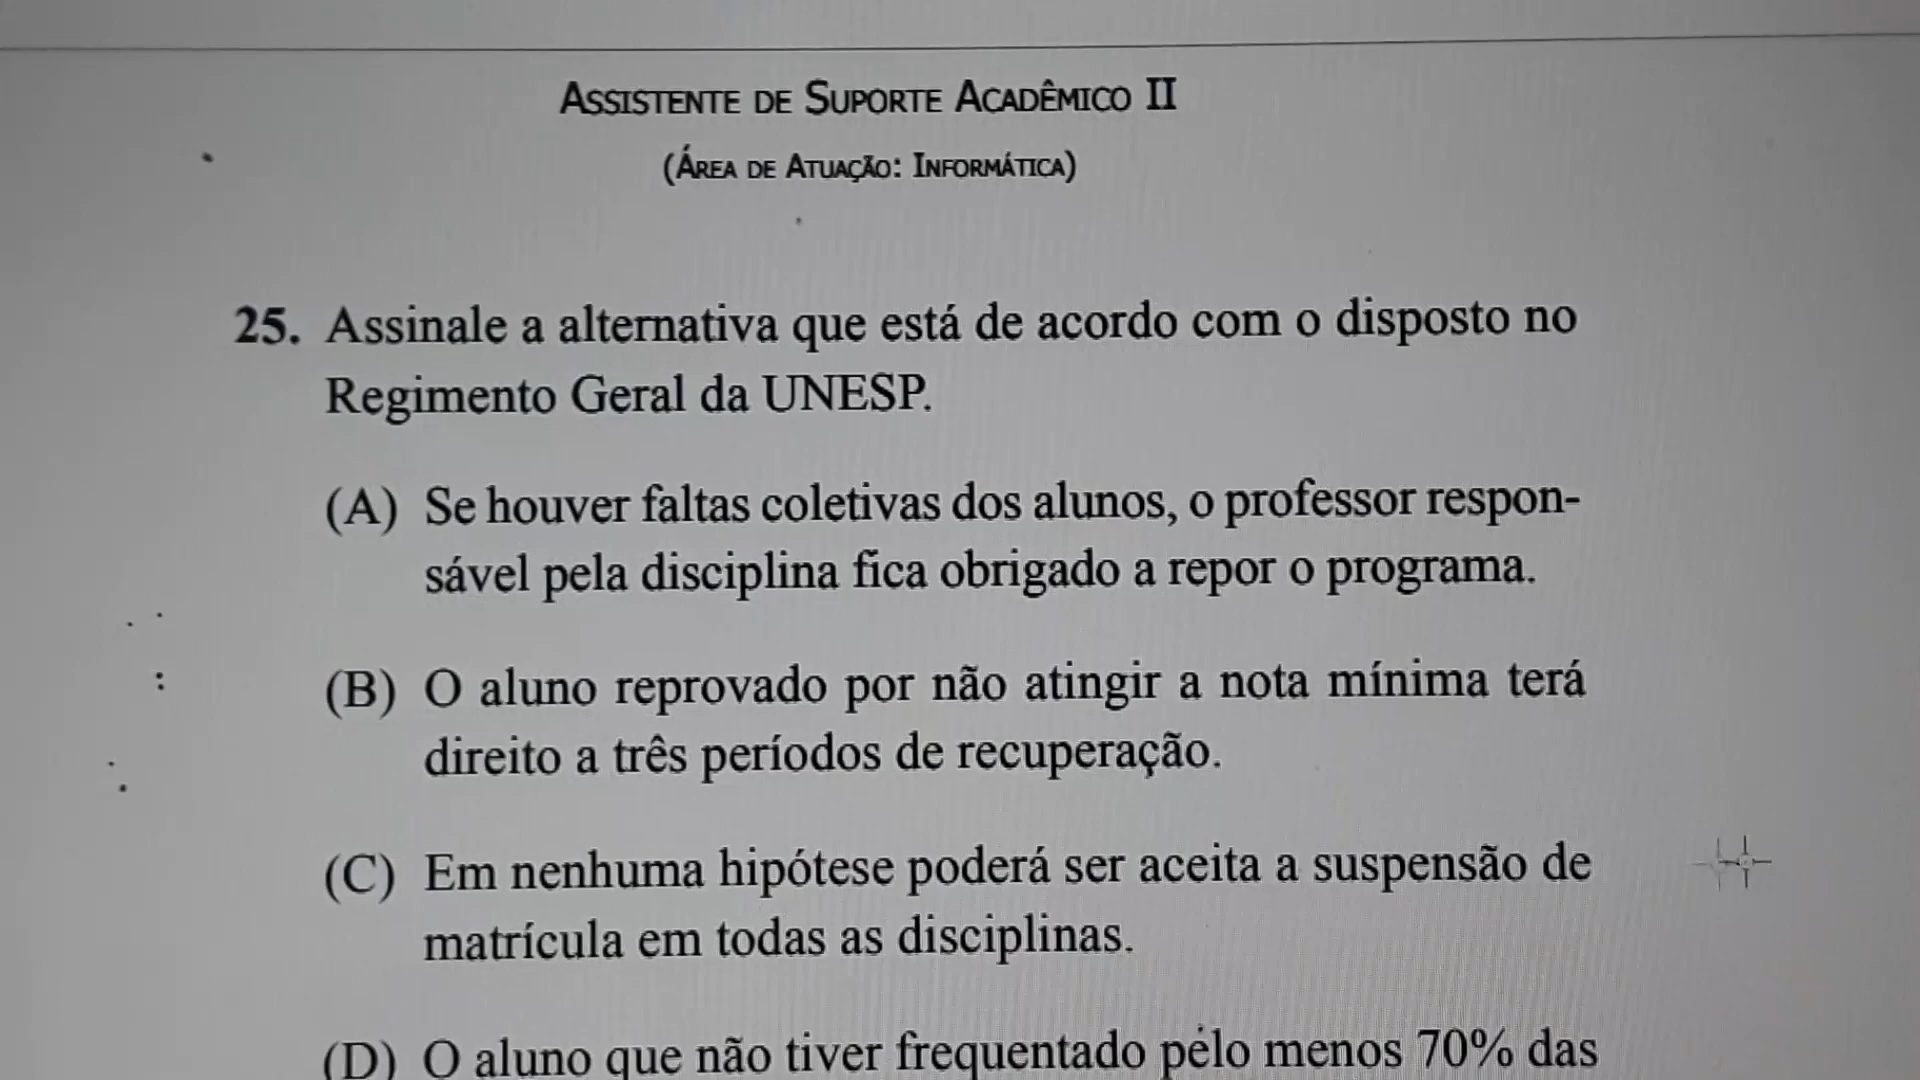 ASSISTENTE DE SUPORTE ACADÊMICO II
(ÁREA DE ATUAÇÃO: INFORMÁTICA)
25. Assinale a alternativa que está de acordo com o disposto no
Regimento Geral da UNESP.
(A) Se houver faltas coletivas dos alunos, o professor respon-
sável pela disciplina fica obrigado a repor o programa.
(B) O aluno reprovado por não atingir a nota mínima terá
direito a três períodos de recuperação.
(C) Em nenhuma hipótese poderá ser aceita a suspensão de
matrícula em todas as disciplinas.
(D) O aluno que não tiver frequentado pelo menos 70% das